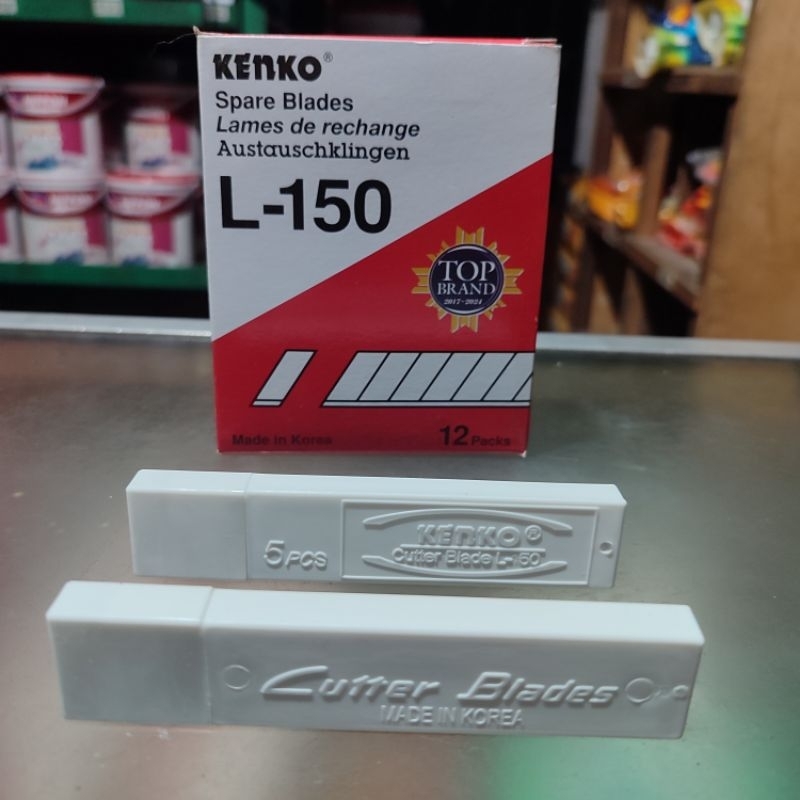 KENKO®
Spare Blades
Lames de rechange
Austauschklingen
L-150
TOP
BRAND
2017-2024
Made in Korea
12 Packs
5 PCS
KENKO®
Cutter Blade L-150
Cutter Blades
MADE IN KOREA